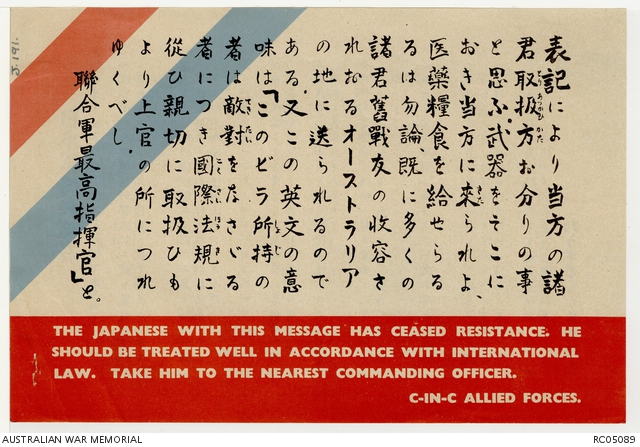 J.191.
表記により当方の諸
君取扱方お分りの事
と思ふ。武器をそこに
おき当方に来られよ、
医藥糧食を給せらる
るは勿論、既に多くの
諸君舊戰友の收容さ
れおるオーストラリア
の地に送られるので
ある。又この英文の意
味は「このビラ所持の
者は敵對をなさざる
者につき國際法規に
從ひ親切に取扱ひも
より上官の所につれ
ゆくべし。
聯合軍最高指揮官」と。
THE JAPANESE WITH THIS MESSAGE HAS CEASED RESISTANCE. HE
SHOULD BE TREATED WELL IN ACCORDANCE WITH INTERNATIONAL
LAW. TAKE HIM TO THE NEAREST COMMANDING OFFICER.
C-IN-C ALLIED FORCES.
AUSTRALIAN WAR MEMORIAL
RC05089